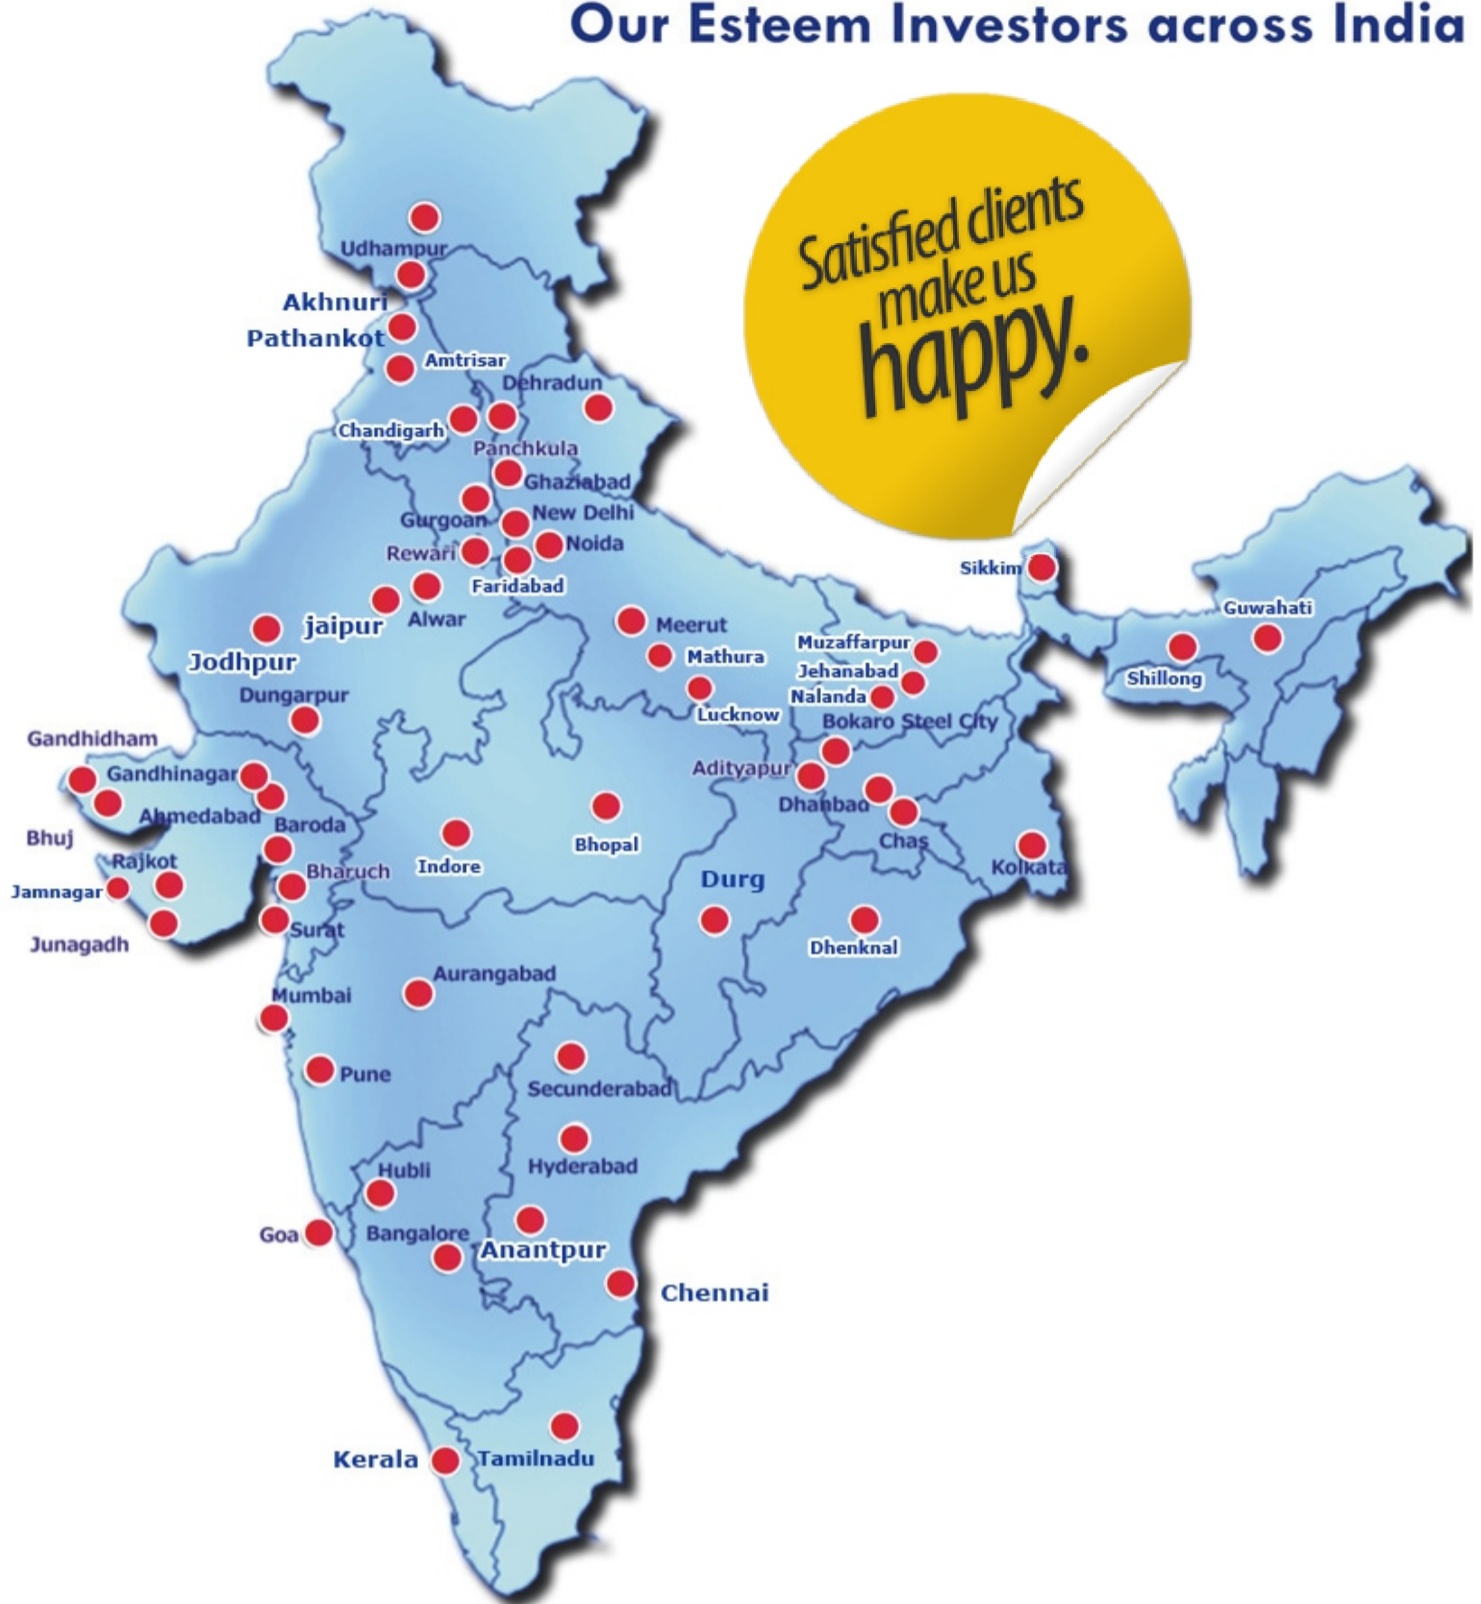 Our Esteem Investors across India
Satisfied clients
make us
happy.
Udhampur
Akhnuri
Pathankot
Amtrisar
Dehradun
Chandigarh
Panchkula
Ghaziabad
Gurgoan
New Delhi
Rewari
Noida
Sikkim
Faridabad
Guwahati
jaipur
Alwar
Meerut
Muzaffarpur
Mathura
Jodhpur
Jehanabad
Shillong
Dungarpur
Nalanda
Lucknow
Bokaro Steel City
Gandhidham
Gandhinagar
Adityapur
Dhanbad
Ahmedabad
Baroda
Bhuj
Chas
Bhopal
Rajkot
Indore
Kolkata
Bharuch
Durg
Jamnagar
Surat
Junagadh
Dhenknal
Aurangabad
Mumbai
Pune
Secunderabad
Hyderabad
Hubli
Goa
Bangalore
Anantpur
Chennai
Kerala
Tamilnadu